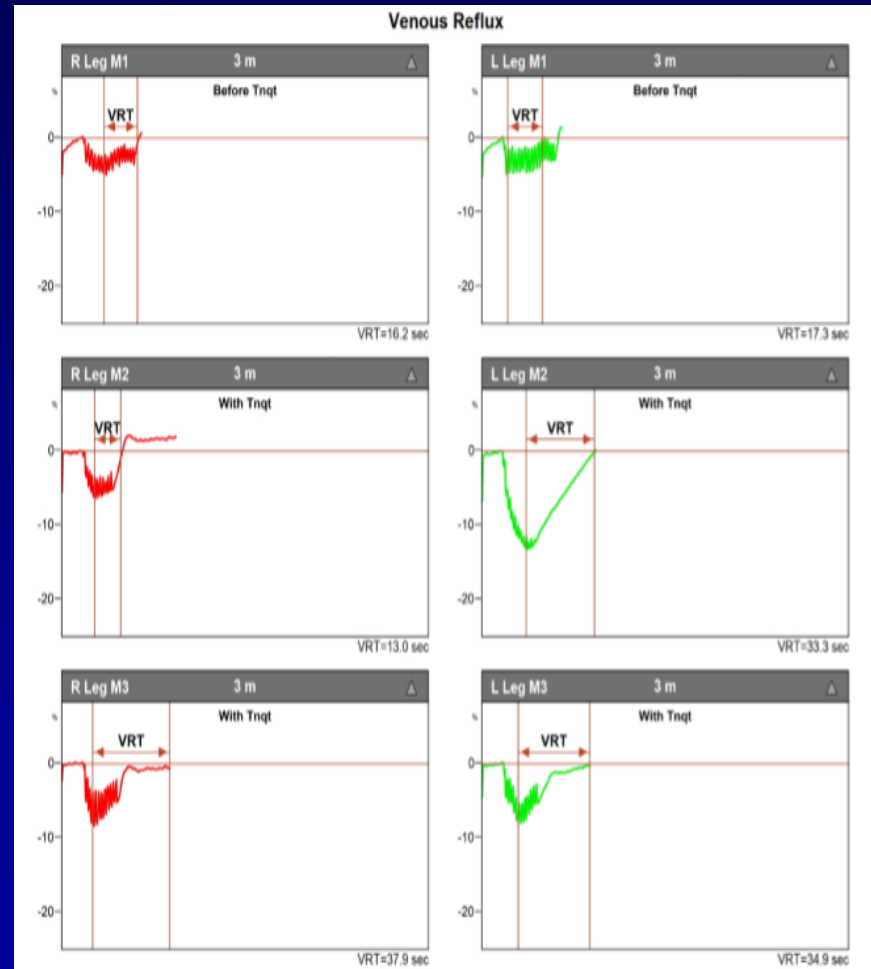 Venous Reflux
R Leg M1 3 m
%
Before Tnqt
VRT
0
-10
-20
VRT=16.2 sec
L Leg M1 3 m
%
Before Tnqt
VRT
0
-10
-20
VRT=17.3 sec
R Leg M2 3 m
%
With Tnqt
VRT
0
-10
-20
VRT=13.0 sec
L Leg M2 3 m
%
With Tnqt
VRT
0
-10
-20
VRT=33.3 sec
R Leg M3 3 m
%
With Tnqt
VRT
0
-10
-20
VRT=37.9 sec
L Leg M3 3 m
%
With Tnqt
VRT
0
-10
-20
VRT=34.9 sec